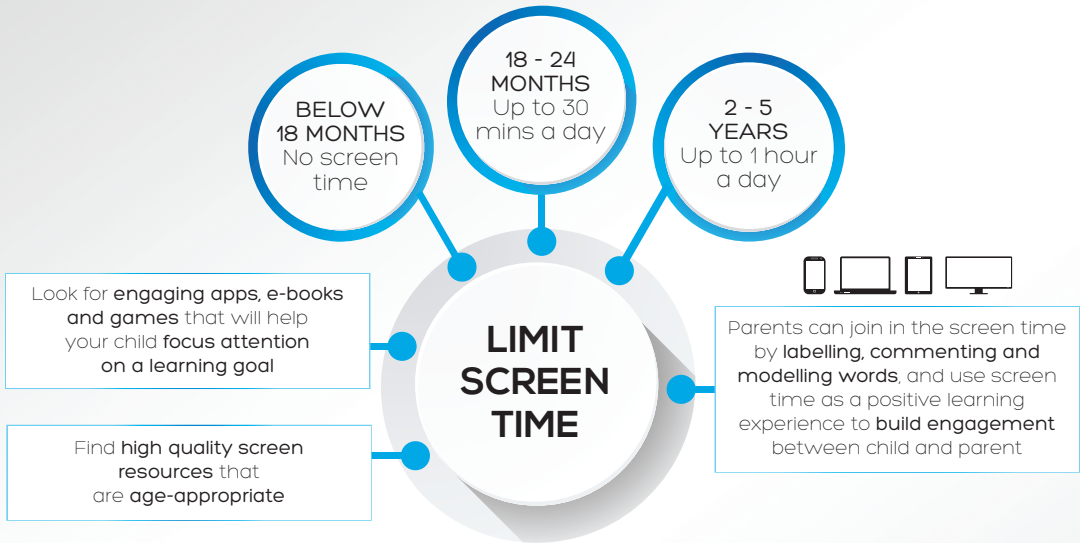 BELOW
18 MONTHS
No screen
time
18 - 24
MONTHS
Up to 30
mins a day
2 - 5
YEARS
Up to 1 hour
a day
Look for engaging apps, e-books
and games that will help
your child focus attention
on a learning goal
Find high quality screen
resources that
are age-appropriate
LIMIT
SCREEN
TIME
Parents can join in the screen time
by labelling, commenting and
modelling words, and use screen
time as a positive learning
experience to build engagement
between child and parent